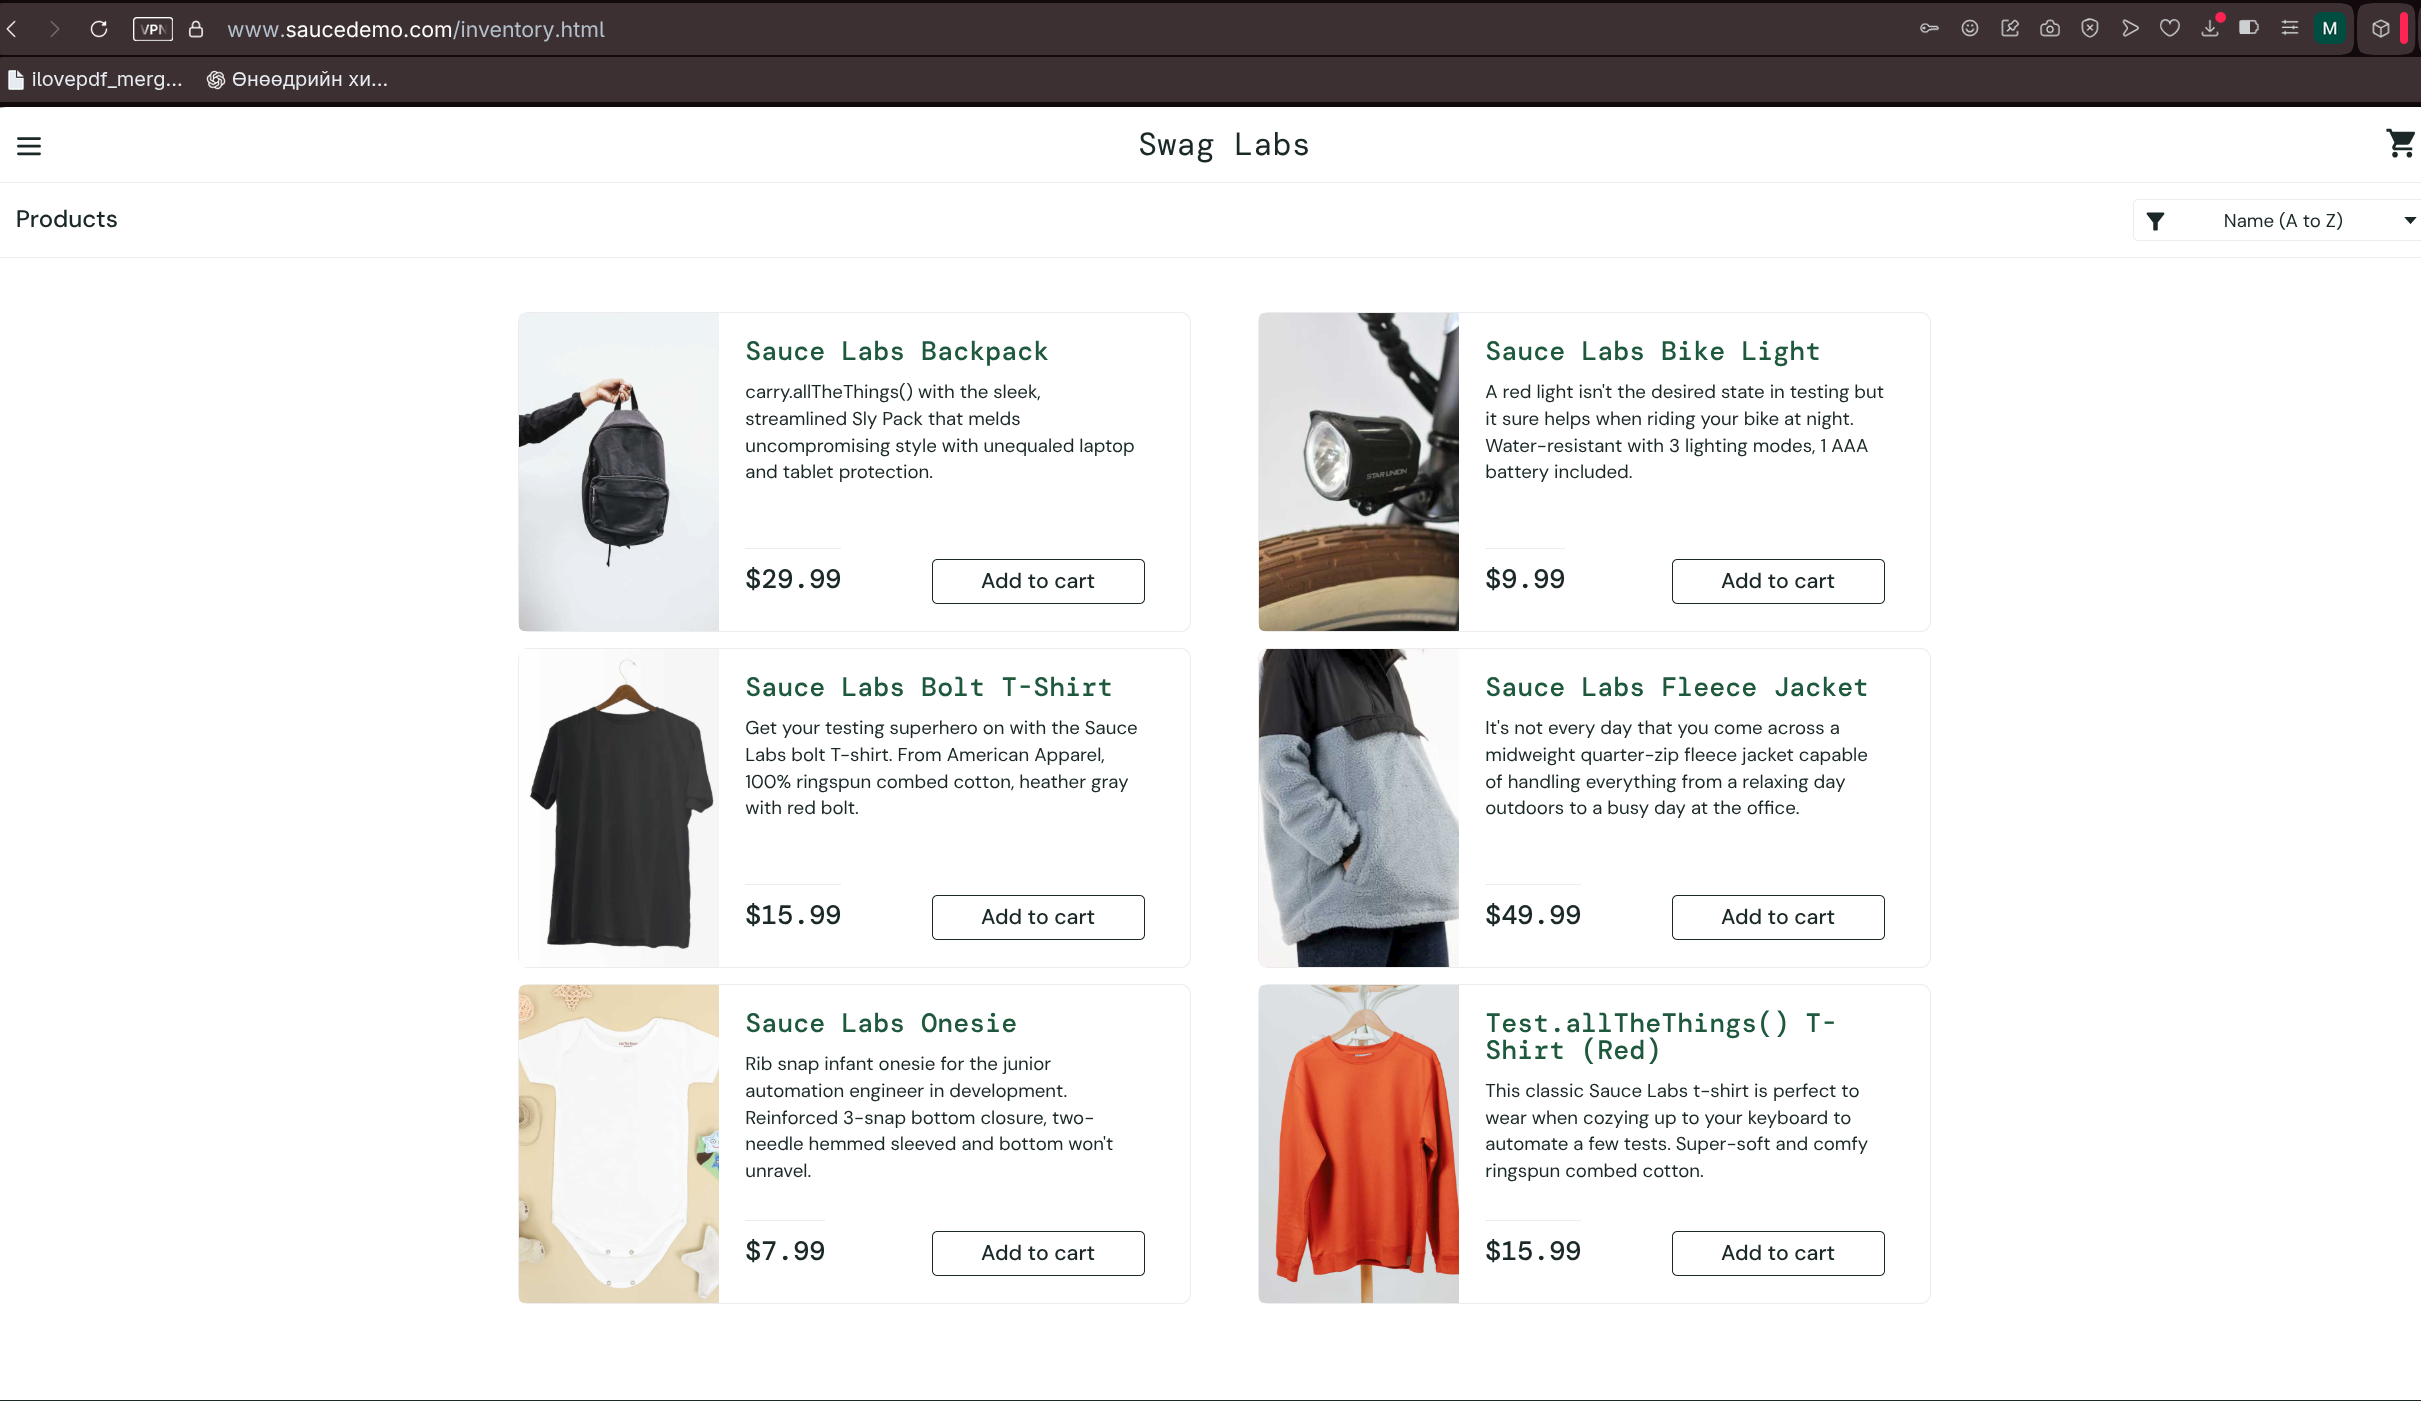 VPN
www.saucedemo.com/inventory.html
M
ilovepdf_merg...
Өнөөдрийн хи...
Swag Labs
Products
Name (A to Z)
Sauce Labs Backpack
carry.allTheThings() with the sleek,
streamlined Sly Pack that melds
uncompromising style with unequaled laptop
and tablet protection.
$29.99
Add to cart
Sauce Labs Bike Light
A red light isn't the desired state in testing but
it sure helps when riding your bike at night.
Water-resistant with 3 lighting modes, 1 AAA
battery included.
STAR UNION
$9.99
Add to cart
Sauce Labs Bolt T-Shirt
Get your testing superhero on with the Sauce
Labs bolt T-shirt. From American Apparel,
100% ringspun combed cotton, heather gray
with red bolt.
$15.99
Add to cart
Sauce Labs Fleece Jacket
It's not every day that you come across a
midweight quarter-zip fleece jacket capable
of handling everything from a relaxing day
outdoors to a busy day at the office.
$49.99
Add to cart
Sauce Labs Onesie
Rib snap infant onesie for the junior
automation engineer in development.
Reinforced 3-snap bottom closure, two-
needle hemmed sleeved and bottom won't
unravel.
$7.99
Add to cart
Test.allTheThings() T-
Shirt (Red)
This classic Sauce Labs t-shirt is perfect to
wear when cozying up to your keyboard to
automate a few tests. Super-soft and comfy
ringspun combed cotton.
$15.99
Add to cart